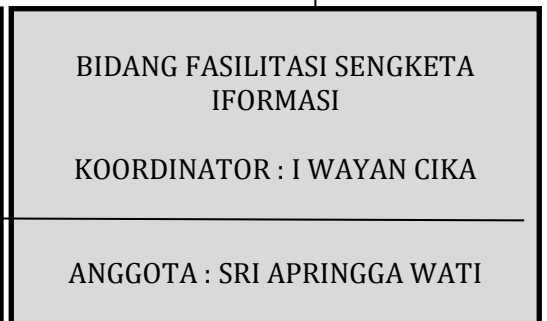 BIDANG FASILITASI SENGKETA
IFORMASI
KOORDINATOR : I WAYAN CIKA
ANGGOTA : SRI APRINGGA WATI